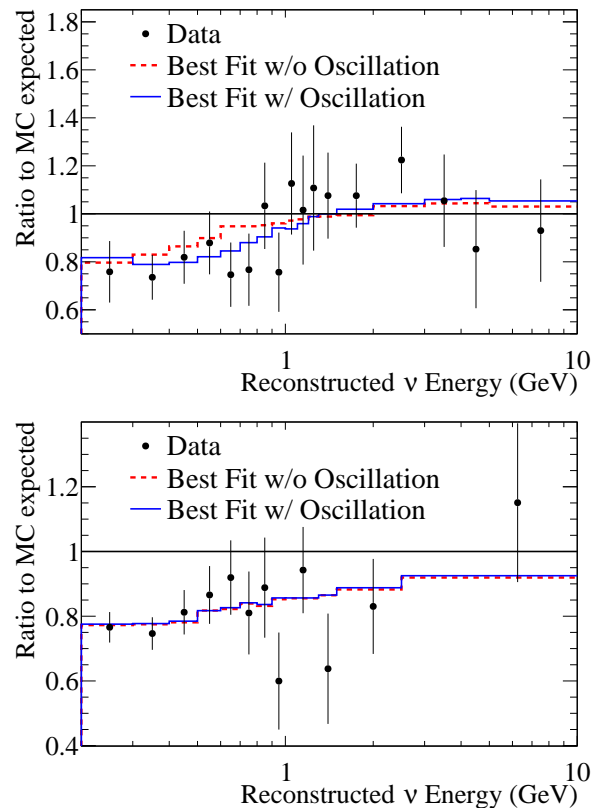 1.8
1.6
1.4
1.2
1
0.8
0.6
Ratio to MC expected
Data
Best Fit w/o Oscillation
Best Fit w/ Oscillation
1
10
Reconstructed ν Energy (GeV)
1.2
1
0.8
0.6
0.4
Ratio to MC expected
Data
Best Fit w/o Oscillation
Best Fit w/ Oscillation
1
10
Reconstructed ν Energy (GeV)